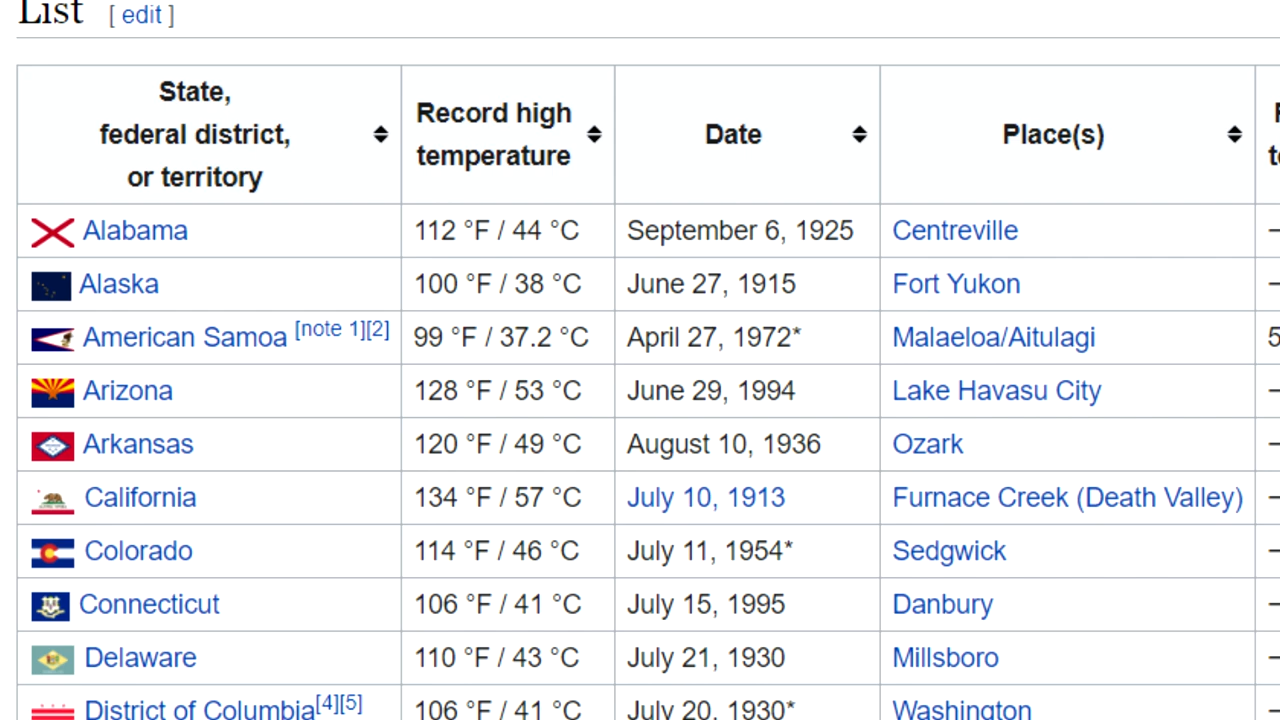 List [ edit ]
State,
federal district,
or territory
Record high
temperature
Date
Place(s)
Alabama 112 °F / 44 °C September 6, 1925 Centreville –
Alaska 100 °F / 38 °C June 27, 1915 Fort Yukon –
American Samoa [note 1][2] 99 °F / 37.2 °C April 27, 1972* Malaeloa/Aitulagi 5
Arizona 128 °F / 53 °C June 29, 1994 Lake Havasu City –
Arkansas 120 °F / 49 °C August 10, 1936 Ozark –
California 134 °F / 57 °C July 10, 1913 Furnace Creek (Death Valley) –
Colorado 114 °F / 46 °C July 11, 1954* Sedgwick –
Connecticut 106 °F / 41 °C July 15, 1995 Danbury –
Delaware 110 °F / 43 °C July 21, 1930 Millsboro –
District of Columbia[4][5] 106 °F / 41 °C July 20, 1930* Washington